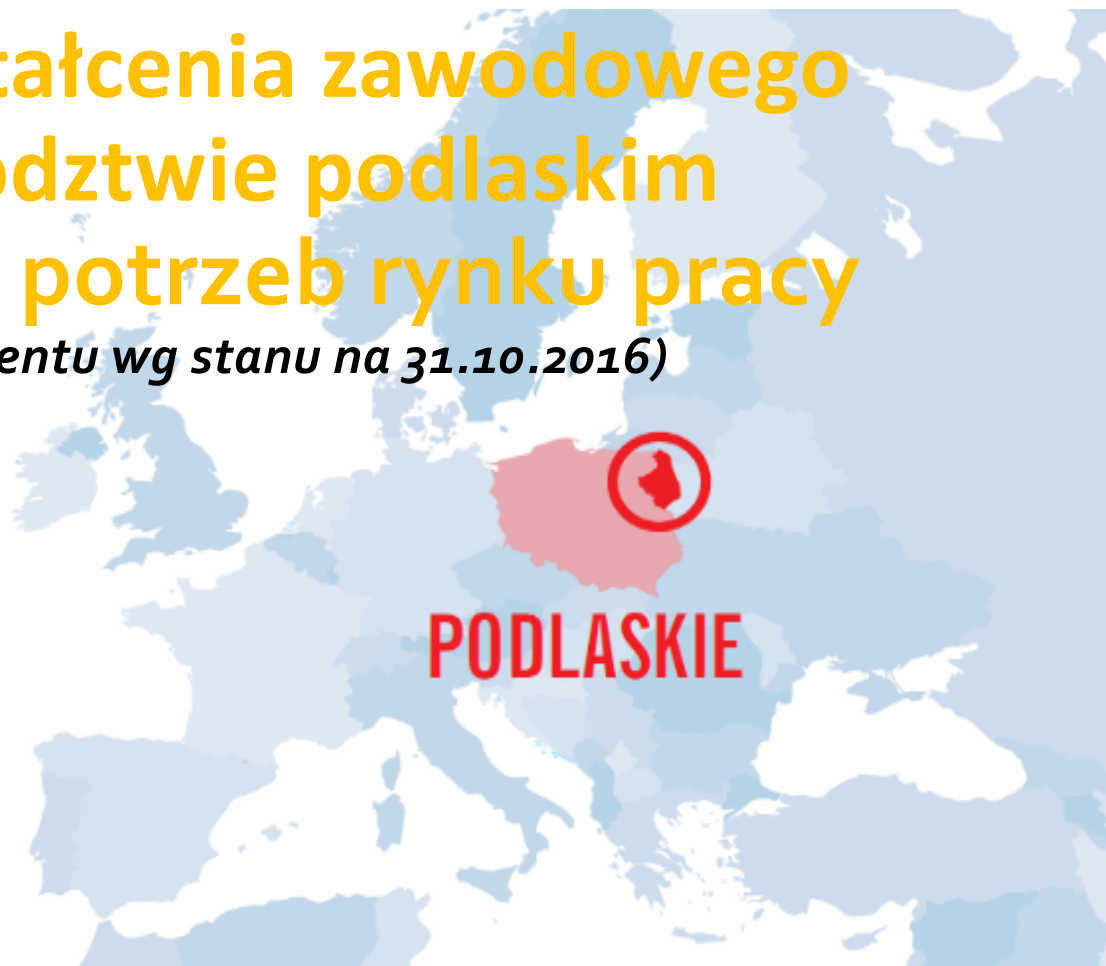 tałcenia zawodowego
odztwie podlaskim
potrzeb rynku pracy
entu wg stanu na 31.10.2016)
PODLASKIE